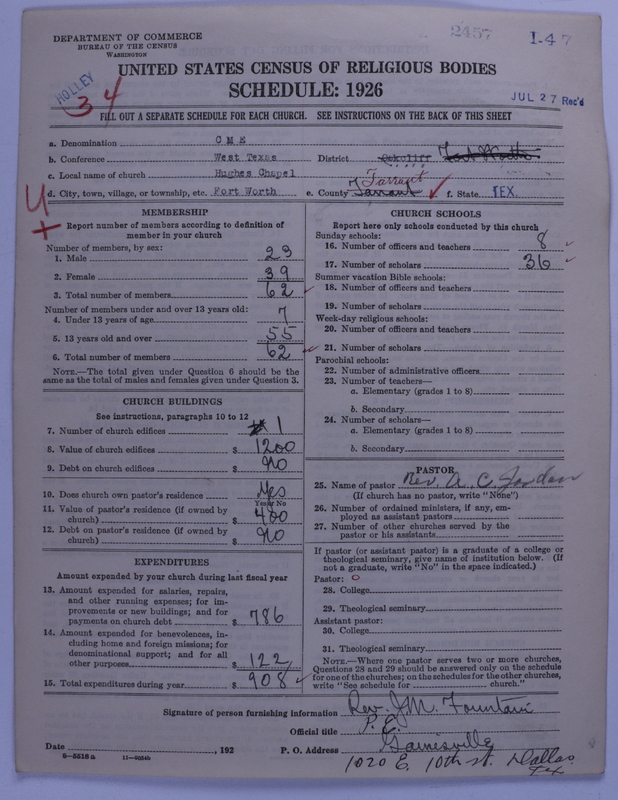 DEPARTMENT OF COMMERCE
BUREAU OF THE CENSUS
WASHINGTON
2457
1-47
UNITED STATES CENSUS OF RELIGIOUS BODIES
SCHEDULE: 1926
HOLLEY
34
JUL 27 Rec'd
FILL OUT A SEPARATE SCHEDULE FOR EACH CHURCH. SEE INSTRUCTIONS ON THE BACK OF THIS SHEET
a. Denomination C M E
b. Conference West Texas District Fort Worth
c. Local name of church Hughes Chapel
Tarrant
d. City, town, village, or township, etc. Fort Worth e. County Tarrant f. State TEX.
U
+
MEMBERSHIP
Report number of members according to definition of
member in your church
Number of members, by sex:
1. Male 23
2. Female 39
3. Total number of members 62
Number of members under and over 13 years old:
4. Under 13 years of age 7
5. 13 years old and over 55
6. Total number of members 62
NOTE.—The total given under Question 6 should be the
same as the total of males and females given under Question 3.
CHURCH BUILDINGS
See instructions, paragraphs 10 to 12
7. Number of church edifices 1
8. Value of church edifices $ 1200
9. Debt on church edifices $ No
10. Does church own pastor's residence Yes
Yes or No
11. Value of pastor's residence (if owned by
church) $ 400
12. Debt on pastor's residence (if owned by
church) $ No
EXPENDITURES
Amount expended by your church during last fiscal year
13. Amount expended for salaries, repairs,
and other running expenses; for im-
provements or new buildings; and for
payments on church debt $ 786
14. Amount expended for benevolences, in-
cluding home and foreign missions; for
denominational support; and for all
other purposes $ 122
15. Total expenditures during year $ 908
CHURCH SCHOOLS
Report here only schools conducted by this church
Sunday schools:
16. Number of officers and teachers 8
17. Number of scholars 36
Summer vacation Bible schools:
18. Number of officers and teachers
19. Number of scholars
Week-day religious schools:
20. Number of officers and teachers
21. Number of scholars
Parochial schools:
22. Number of administrative officers
23. Number of teachers—
a. Elementary (grades 1 to 8)
b. Secondary
24. Number of scholars—
a. Elementary (grades 1 to 8)
b. Secondary
PASTOR
25. Name of pastor Rev. A. C. Jordan
(If church has no pastor, write "None")
26. Number of ordained ministers, if any, em-
ployed as assistant pastors
27. Number of other churches served by the
pastor or his assistants
If pastor (or assistant pastor) is a graduate of a college or
theological seminary, give name of institution below. (If
not a graduate, write "No" in the space indicated.)
Pastor: O
28. College
29. Theological seminary
Assistant pastor:
30. College
31. Theological seminary
NOTE.—Where one pastor serves two or more churches,
Questions 28 and 29 should be answered only on the schedule
for one of the churches; on the schedules for the other churches,
write "See schedule for church."
Signature of person furnishing information Rev. J. M. Fountain
Official title P. E.
Date , 192 P. O. Address Gainesville
8-5518 b
1020 E. 10th st. Dallas
Tex